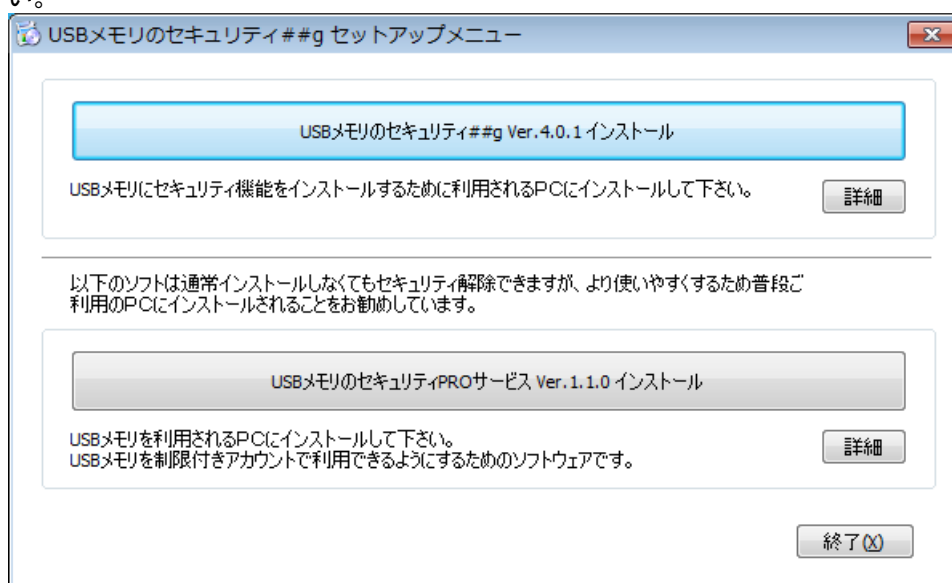 い。
USBメモリのセキュリティ##g セットアップメニュー
USBメモリのセキュリティ##g Ver.4.0.1 インストール
USBメモリにセキュリティ機能をインストールするために利用されるPCにインストールして下さい。
詳細
以下のソフトは通常インストールしなくてもセキュリティ解除できますが、より使いやすくするため普段ご
利用のPCにインストールされることをお勧めしています。
USBメモリのセキュリティPROサービス Ver.1.1.0 インストール
USBメモリを利用されるPCにインストールして下さい。
USBメモリを制限付きアカウントで利用できるようにするためのソフトウェアです。
詳細
終了(X)